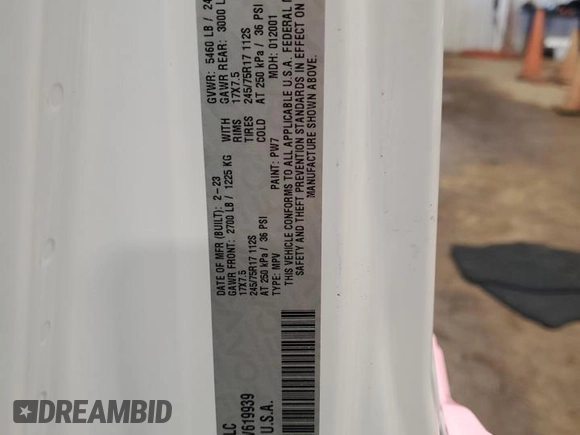 LC
DATE OF MFR (BUILT): 2-23
GVWR: 5460 LB / 24
GAWR FRONT: 2700 LB / 1225 KG
WITH
GAWR REAR: 3000 L
17X7.5
RIMS
17X7.5
245/75R17 112S
TIRES
245/75R17 112S
AT 250 kPa / 36 PSI
COLD
AT 250 kPa / 36 PSI
TYPE: MPV
PAINT: PW7
MDH: 012001
THIS VEHICLE CONFORMS TO ALL APPLICABLE U.S.A. FEDERAL M
SAFETY AND THEFT PREVENTION STANDARDS IN EFFECT ON
MANUFACTURE SHOWN ABOVE.
619939
U.S.A.
DEALERSHIP HISTORY